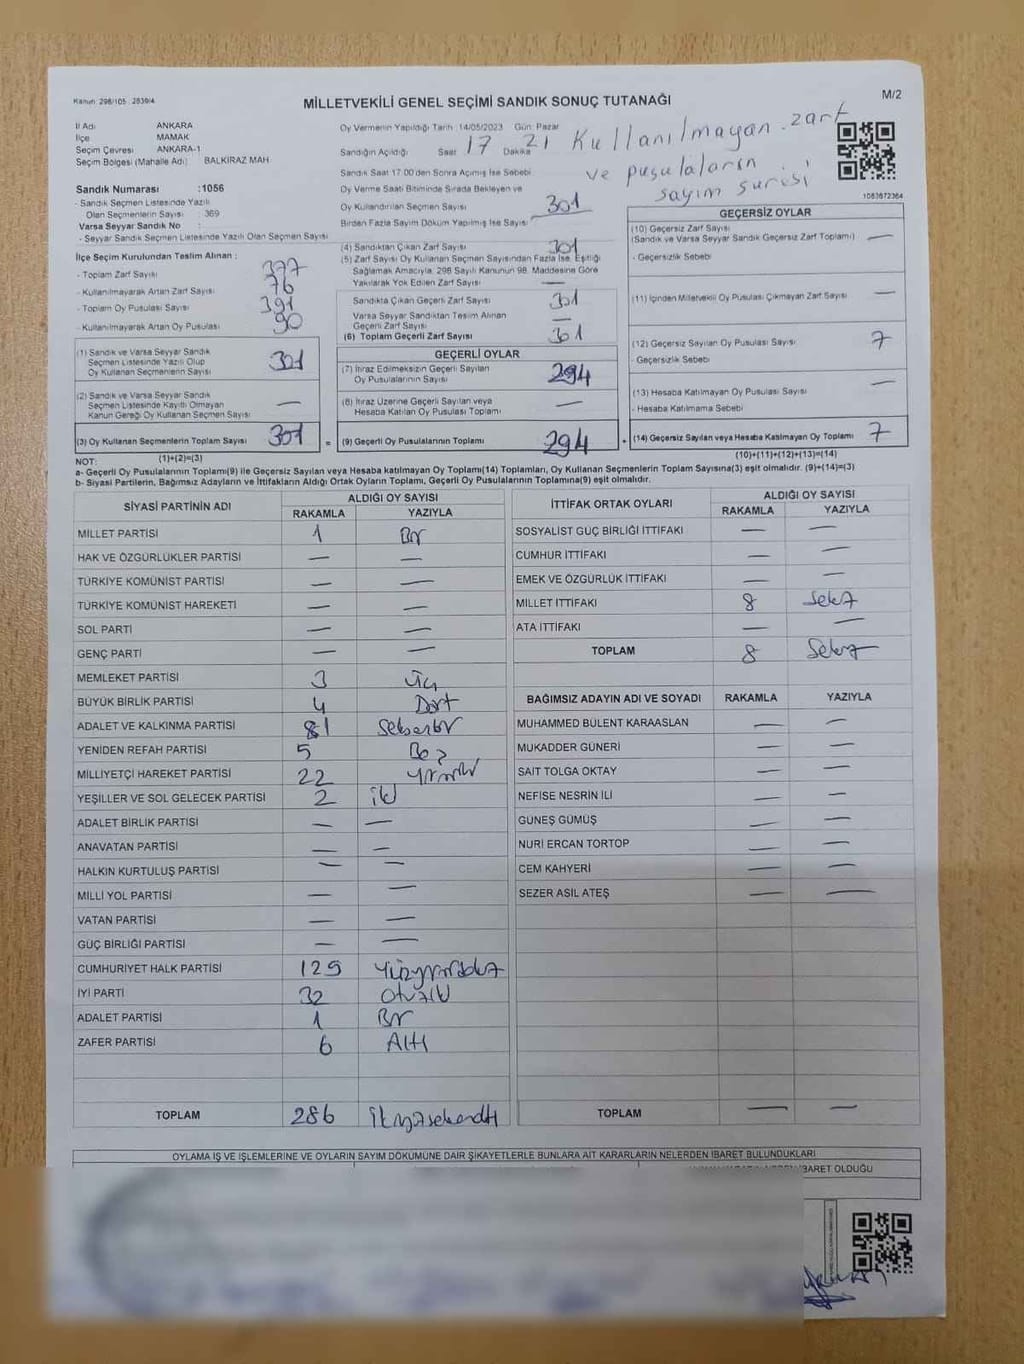 Kanun: 298/105 : 2839/4
MİLLETVEKİLİ GENEL SEÇİMİ SANDIK SONUÇ TUTANAĞI
M/2
İl Adı ANKARA
İlçe MAMAK
Seçim Çevresi ANKARA-1
Seçim Bölgesi (Mahalle Adı) BALKİRAZ MAH
Sandık Numarası :1056
- Sandık Seçmen Listesinde Yazılı
Olan Seçmenlerin Sayısı : 369
Varsa Seyyar Sandık No :
- Seyyar Sandık Seçmen Listesinde Yazılı Olan Seçmen Sayısı
İlçe Seçim Kurulundan Teslim Alınan :
- Toplam Zarf Sayısı 377
- Kullanılmayarak Artan Zarf Sayısı 76
- Toplam Oy Pusulası Sayısı 391
- Kullanılmayarak Artan Oy Pusulası 90
(1) Sandık ve Varsa Seyyar Sandık
Seçmen Listesinde Yazılı Olup
Oy Kullanan Seçmenlerin Sayısı 301
(2) Sandık ve Varsa Seyyar Sandık
Seçmen Listesinde Kayıtlı Olmayan
Kanun Gereği Oy Kullanan Seçmen Sayısı —
(3) Oy Kullanan Seçmenlerin Toplam Sayısı 301 =
(1)+(2)=(3)
Oy Vermenin Yapıldığı Tarih :14/05/2023 Gün: Pazar
Sandığın Açıldığı Saat 17 Dakika 21
Kullanılmayan zarf
ve pusulaların
sayım süresi
Sandık Saat 17.00'den Sonra Açılmış İse Sebebi
Oy Verme Saati Bitiminde Sırada Bekleyen ve
Oy Kullandırılan Seçmen Sayısı 301
Birden Fazla Sayım Döküm Yapılmış İse Sayısı
(4) Sandıktan Çıkan Zarf Sayısı 301
(5) Zarf Sayısı Oy Kullanan Seçmen Sayısından Fazla İse, Eşitliği
Sağlamak Amacıyla, 298 Sayılı Kanunun 98. Maddesine Göre
Yakılarak Yok Edilen Zarf Sayısı —
Sandıkta Çıkan Geçerli Zarf Sayısı 301
Varsa Seyyar Sandıktan Teslim Alınan
Geçerli Zarf Sayısı —
(6) Toplam Geçerli Zarf Sayısı 301
GEÇERLİ OYLAR
(7) İtiraz Edilmeksizin Geçerli Sayılan
Oy Pusulalarının Sayısı 294
(8) İtiraz Üzerine Geçerli Sayılan veya
Hesaba Katılan Oy Pusulası Toplamı —
(9) Geçerli Oy Pusulalarının Toplamı 294
1083672364
GEÇERSİZ OYLAR
(10) Geçersiz Zarf Sayısı
(Sandık ve Varsa Seyyar Sandık Geçersiz Zarf Toplamı) —
- Geçersizlik Sebebi
(11) İçinden Milletvekili Oy Pusulası Çıkmayan Zarf Sayısı —
(12) Geçersiz Sayılan Oy Pusulası Sayısı 7
- Geçersizlik Sebebi
(13) Hesaba Katılmayan Oy Pusulası Sayısı —
- Hesaba Katılmama Sebebi
(14) Geçersiz Sayılan veya Hesaba Katılmayan Oy Toplamı 7
(10)+(11)+(12)+(13)=(14)
NOT:
a- Geçerli Oy Pusulalarının Toplamı(9) ile Geçersiz Sayılan veya Hesaba katılmayan Oy Toplamı(14) Toplamları, Oy Kullanan Seçmenlerin Toplam Sayısına(3) eşit olmalıdır. (9)+(14)=(3)
b- Siyasi Partilerin, Bağımsız Adayların ve İttifakların Aldığı Ortak Oyların Toplamı, Geçerli Oy Pusulalarının Toplamına(9) eşit olmalıdır.
SİYASİ PARTİNİN ADI ALDIĞI OY SAYISI
RAKAMLA YAZIYLA
MİLLET PARTİSİ 1 Bir
HAK VE ÖZGÜRLÜKLER PARTİSİ — —
TÜRKİYE KOMÜNİST PARTİSİ — —
TÜRKİYE KOMÜNİST HAREKETİ — —
SOL PARTİ — —
GENÇ PARTİ — —
MEMLEKET PARTİSİ 3 Üç
BÜYÜK BİRLİK PARTİSİ 4 Dört
ADALET VE KALKINMA PARTİSİ 81 Seksenbir
YENİDEN REFAH PARTİSİ 5 Beş
MİLLİYETÇİ HAREKET PARTİSİ 22 Yirmiiki
YEŞİLLER VE SOL GELECEK PARTİSİ 2 iki
ADALET BİRLİK PARTİSİ — —
ANAVATAN PARTİSİ — —
HALKIN KURTULUŞ PARTİSİ — —
MİLLİ YOL PARTİSİ — —
VATAN PARTİSİ — —
GÜÇ BİRLİĞİ PARTİSİ — —
CUMHURİYET HALK PARTİSİ 129 Yüzyirmidokuz
İYİ PARTİ 32 Otuziki
ADALET PARTİSİ 1 Bir
ZAFER PARTİSİ 6 Altı
TOPLAM 286 ikiyüzseksenaltı
İTTİFAK ORTAK OYLARI ALDIĞI OY SAYISI
RAKAMLA YAZIYLA
SOSYALİST GÜÇ BİRLİĞİ İTTİFAKI — —
CUMHUR İTTİFAKI — —
EMEK VE ÖZGÜRLÜK İTTİFAKI — —
MİLLET İTTİFAKI 8 Sekiz
ATA İTTİFAKI — —
TOPLAM 8 Sekiz
BAĞIMSIZ ADAYIN ADI VE SOYADI RAKAMLA YAZIYLA
MUHAMMED BÜLENT KARAASLAN — —
MUKADDER GÜNERİ — —
SAİT TOLGA OKTAY — —
NEFİSE NESRİN İLİ — —
GÜNEŞ GÜMÜŞ — —
NURİ ERCAN TORTOP — —
CEM KAHYERİ — —
SEZER ASİL ATEŞ — —
TOPLAM — —
OYLAMA İŞ VE İŞLEMLERİNE VE OYLARIN SAYIM DÖKÜMÜNE DAİR ŞİKAYETLERLE BUNLARA AİT KARARLARIN NELERDEN İBARET BULUNDUKLARI
İBARET OLDUĞU